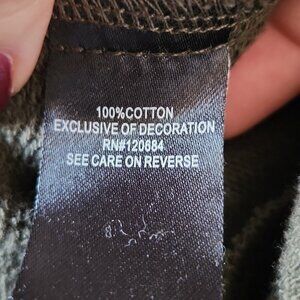 100%COTTON
EXCLUSIVE OF DECORATION
RN#120684
SEE CARE ON REVERSE